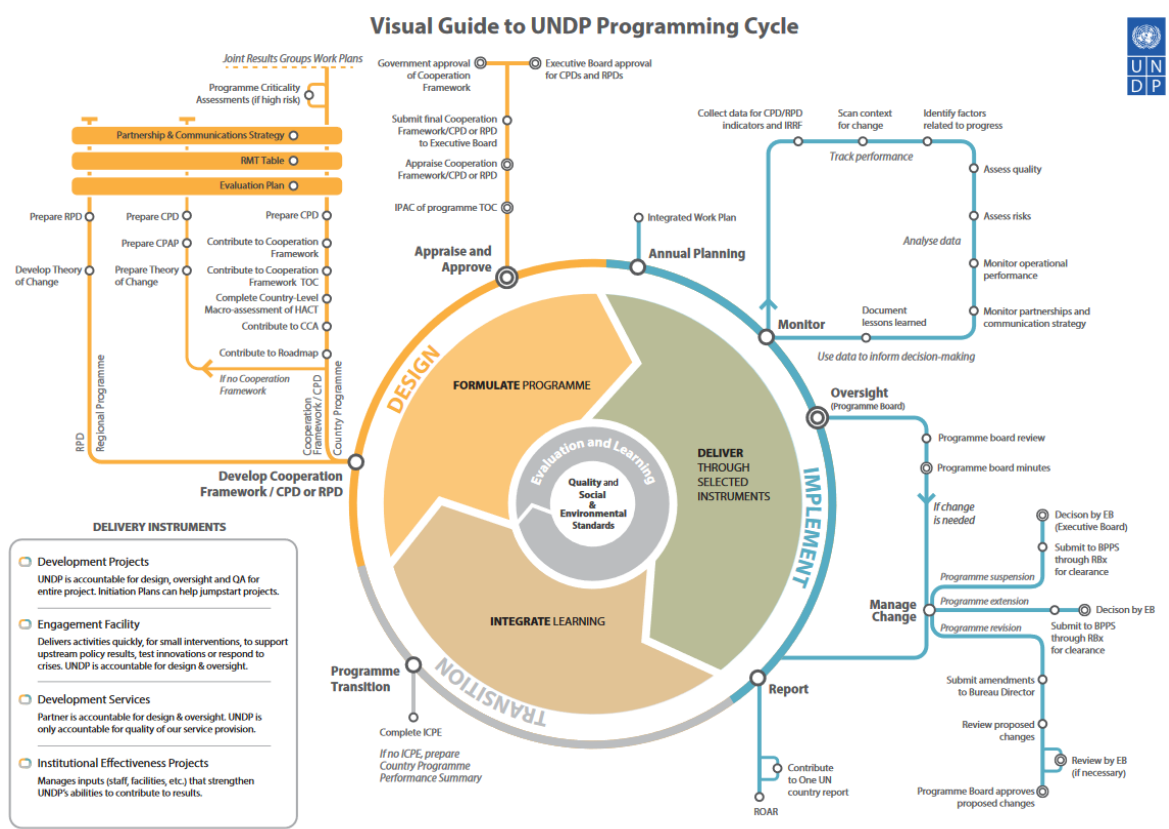 Visual Guide to UNDP Programming Cycle
U N
D P
Joint Results Groups Work Plans
Programme Criticality
Assessments (if high risk)
Partnership & Communications Strategy
RMT Table
Evaluation Plan
Prepare RPD
Develop Theory
of Change
Prepare CPD
Prepare CPAP
Prepare Theory
of Change
Prepare CPD
Contribute to Cooperation
Framework
Contribute to Cooperation
Framework TOC
Complete Country-Level
Macro-assessment of HACT
Contribute to CCA
Contribute to Roadmap
If no Cooperation
Framework
RPD
Regional Programme
Cooperation
Framework / CPD
Country Programme
Develop Cooperation
Framework / CPD or RPD
Government approval
of Cooperation
Framework
Executive Board approval
for CPDs and RPDs
Submit final Cooperation
Framework/CPD or RPD
to Executive Board
Appraise Cooperation
Framework/CPD or RPD
IPAC of programme TOC
Appraise and
Approve
Integrated Work Plan
Annual Planning
Collect data for CPD/RPD
indicators and IRRF
Scan context
for change
Identify factors
related to progress
Track performance
Assess quality
Assess risks
Analyse data
Monitor operational
performance
Monitor partnerships and
communication strategy
Document
lessons learned
Monitor
Use data to inform decision-making
Oversight
(Programme Board)
Programme board review
Programme board minutes
If change
is needed
Decison by EB
(Executive Board)
Submit to BPPS
through RBx
for clearance
Programme suspension
Manage
Change
Programme extension
Decison by EB
Programme revision
Submit to BPPS
through RBx
for clearance
Submit amendments
to Bureau Director
Review proposed
changes
Review by EB
(if necessary)
Programme Board approves
proposed changes
Report
Contribute
to One UN
country report
ROAR
DESIGN
IMPLEMENT
TRANSITION
FORMULATE PROGRAMME
DELIVER
THROUGH
SELECTED
INSTRUMENTS
INTEGRATE LEARNING
Evaluation and Learning
Quality and
Social
&
Environmental
Standards
Programme
Transition
Complete ICPE
If no ICPE, prepare
Country Programme
Performance Summary
DELIVERY INSTRUMENTS
Development Projects
UNDP is accountable for design, oversight and QA for
entire project. Initiation Plans can help jumpstart projects.
Engagement Facility
Delivers activities quickly, for small interventions, to support
upstream policy results, test innovations or respond to
crises. UNDP is accountable for design & oversight.
Development Services
Partner is accountable for design & oversight. UNDP is
only accountable for quality of our service provision.
Institutional Effectiveness Projects
Manages inputs (staff, facilities, etc.) that strengthen
UNDP's abilities to contribute to results.